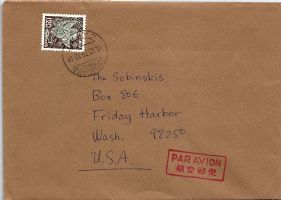 The Sobinskis
Box 806
Friday Harbor
Wash. 98250
U.S.A.
PAR AVION
航空郵便